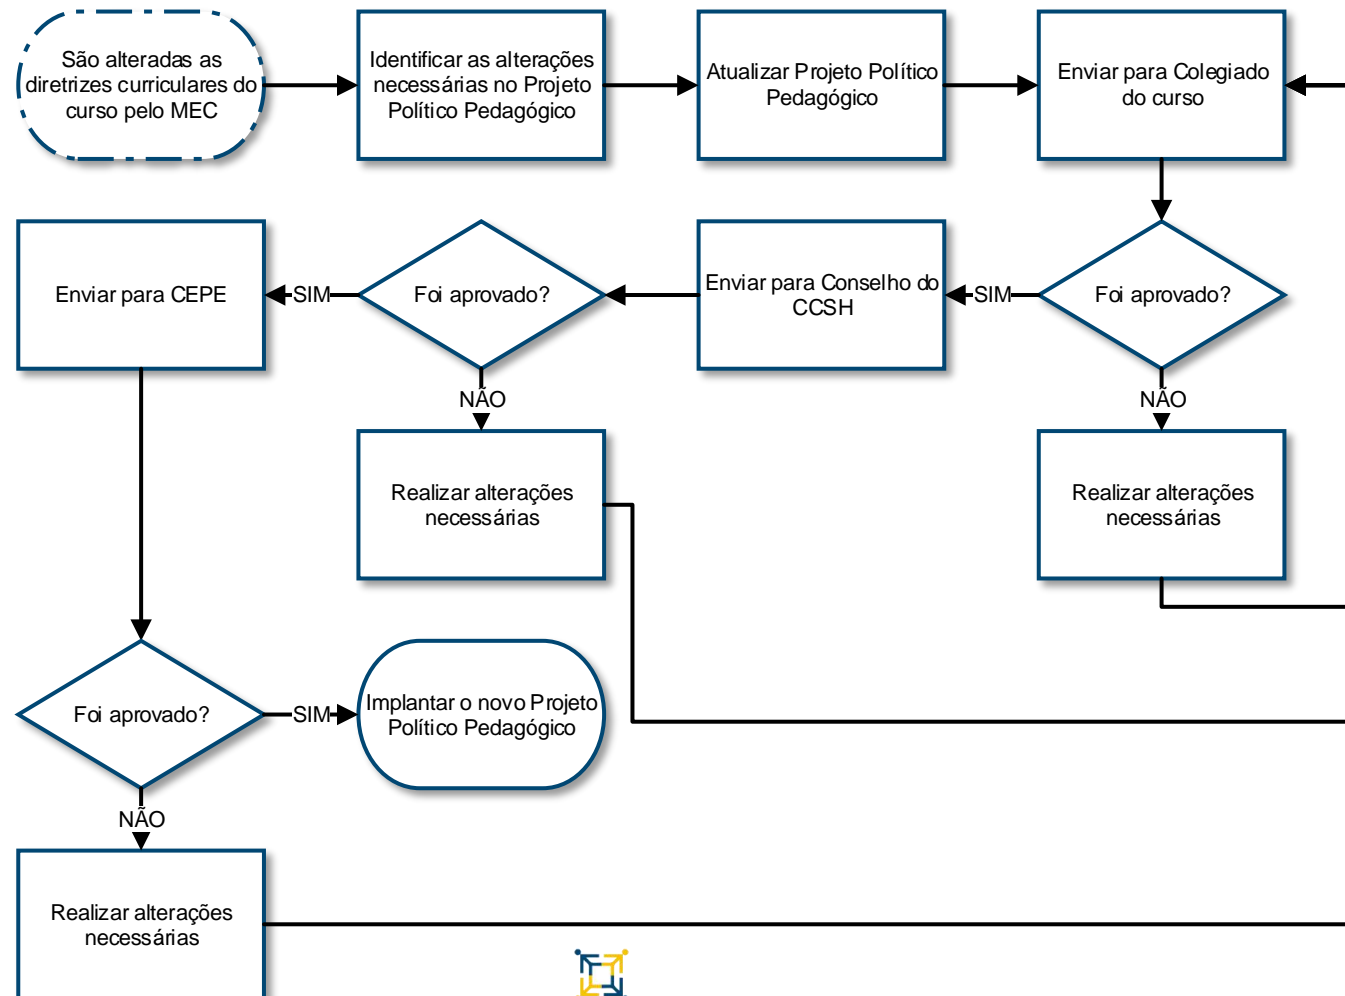 São alteradas as
diretrizes curriculares do
curso pelo MEC
Identificar as alterações
necessárias no Projeto
Político Pedagógico
Atualizar Projeto Político
Pedagógico
Enviar para Colegiado
do curso
Enviar para CEPE
SIM
Foi aprovado?
Enviar para Conselho do
CCSH
SIM
Foi aprovado?
NÃO
NÃO
Realizar alterações
necessárias
Realizar alterações
necessárias
Foi aprovado?
SIM
Implantar o novo Projeto
Político Pedagógico
NÃO
Realizar alterações
necessárias